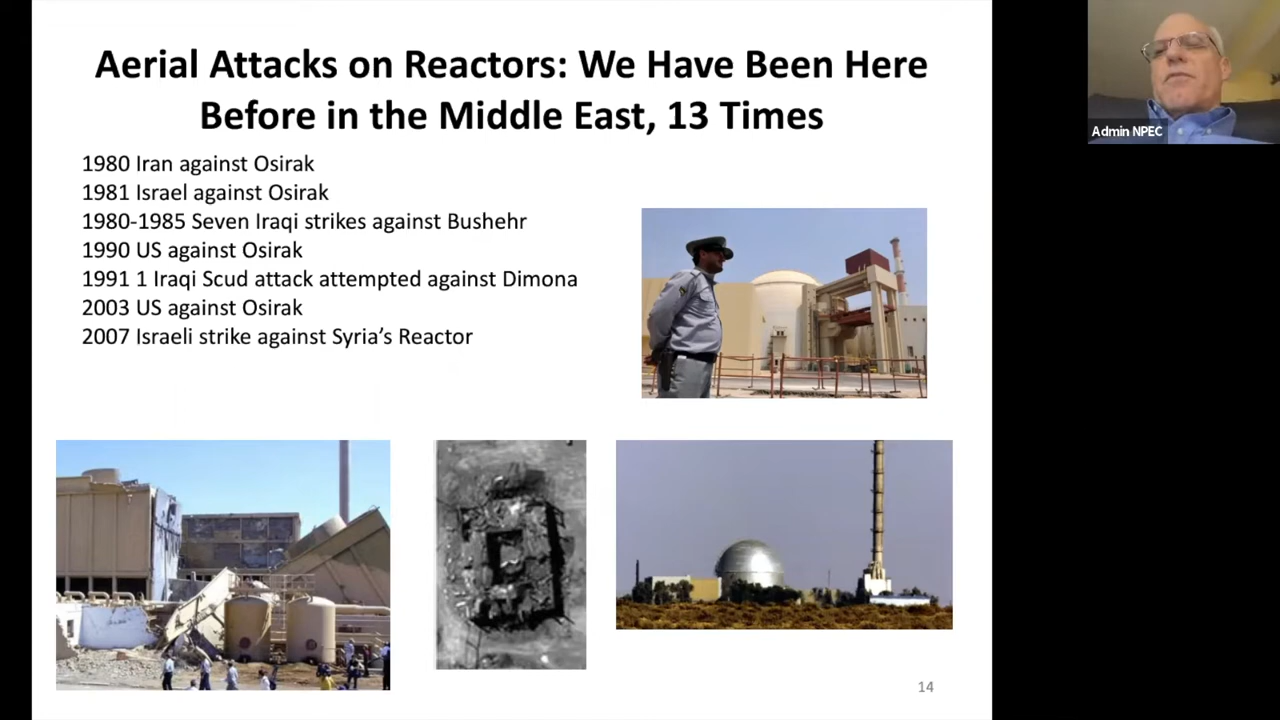 Aerial Attacks on Reactors: We Have Been Here
Before in the Middle East, 13 Times
1980 Iran against Osirak
1981 Israel against Osirak
1980-1985 Seven Iraqi strikes against Bushehr
1990 US against Osirak
1991 1 Iraqi Scud attack attempted against Dimona
2003 US against Osirak
2007 Israeli strike against Syria's Reactor
14
Admin NPEC